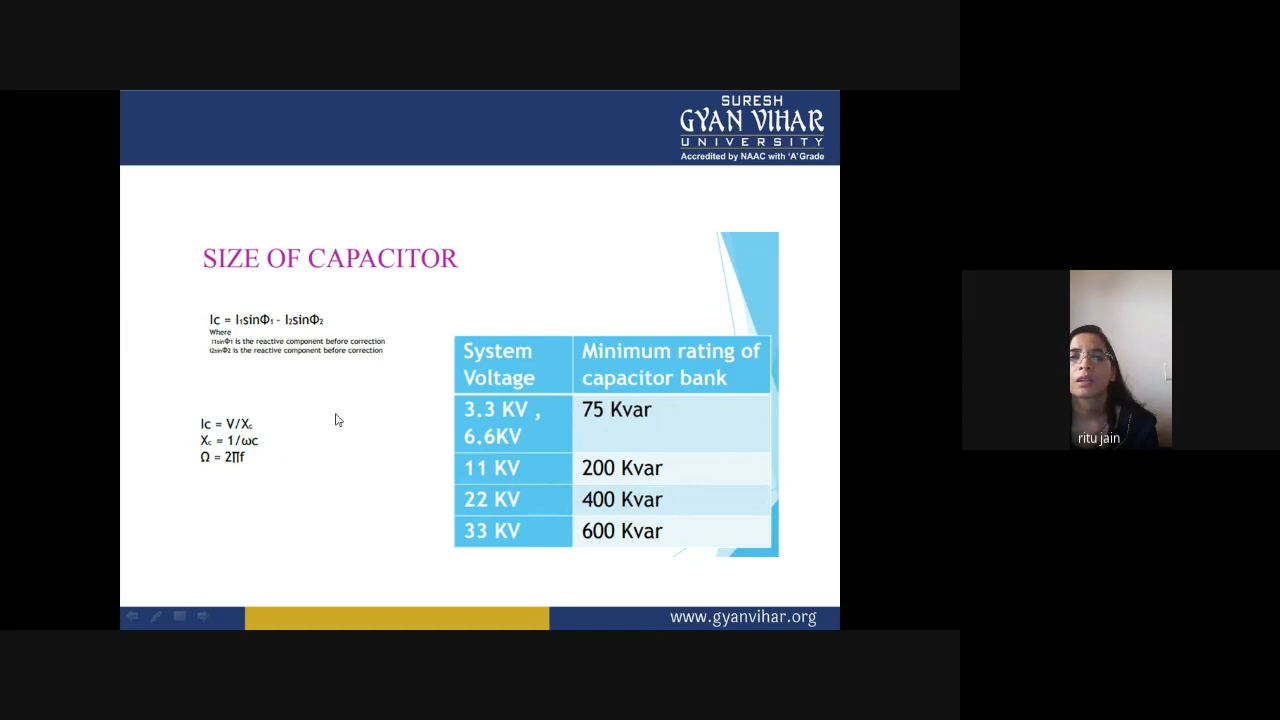 SURESH
GYAN VIHAR
UNIVERSITY
Accredited by NAAC with 'A' Grade
SIZE OF CAPACITOR
Ic = I₁sinΦ₁ - I₂sinΦ₂
Where
I1sinΦ1 is the reactive component before correction
I2sinΦ2 is the reactive component before correction
Ic = V/Xc
Xc = 1/ωc
Ω = 2∏f
System Voltage
Minimum rating of capacitor bank
3.3 KV , 6.6KV
75 Kvar
11 KV
200 Kvar
22 KV
400 Kvar
33 KV
600 Kvar
www.gyanvihar.org
ritu jain